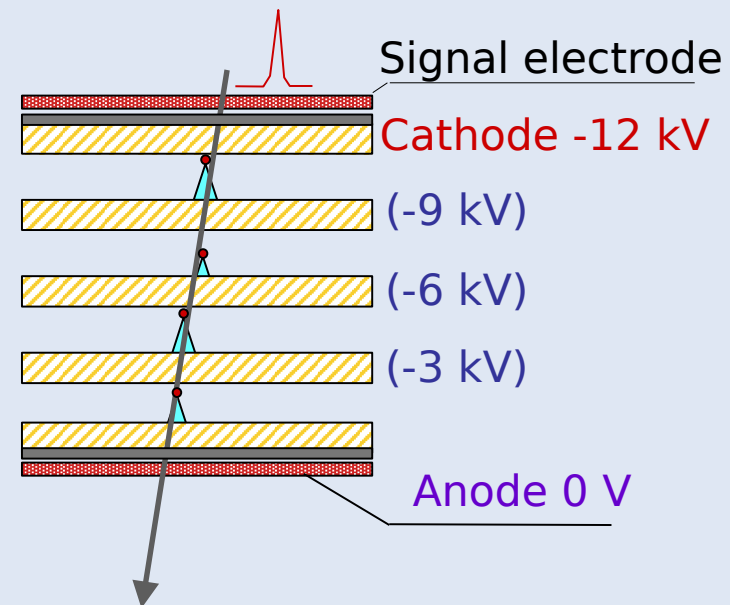 Signal electrode
Cathode -12 kV
(-9 kV)
(-6 kV)
(-3 kV)
Anode 0 V